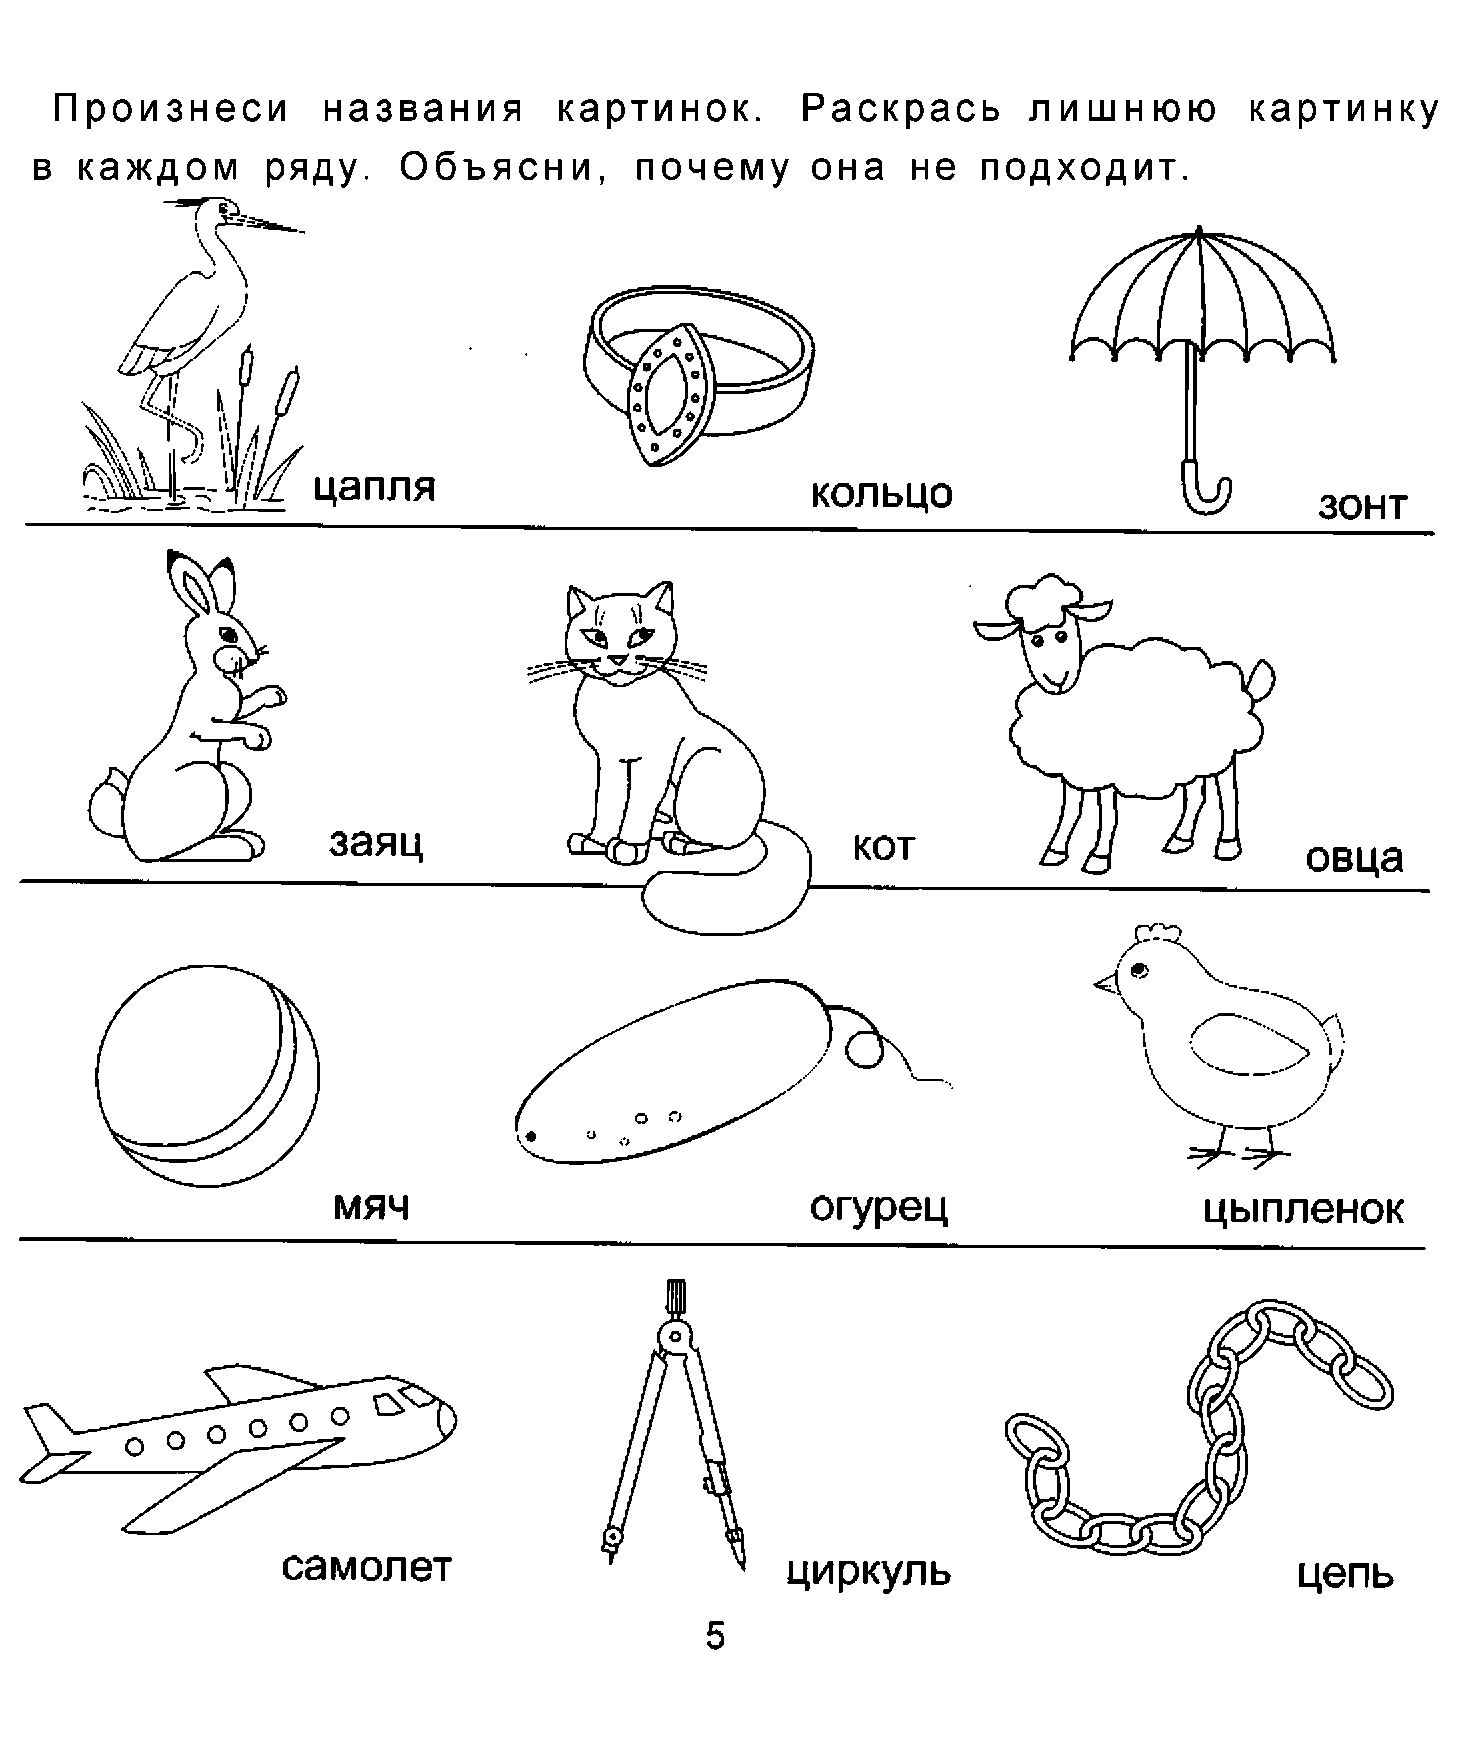 Произнеси названия картинок. Раскрась лишнюю картинку
в каждом ряду. Объясни, почему она не подходит.
цапля кольцо зонт
заяц кот овца
мяч огурец цыпленок
самолет циркуль цепь
5